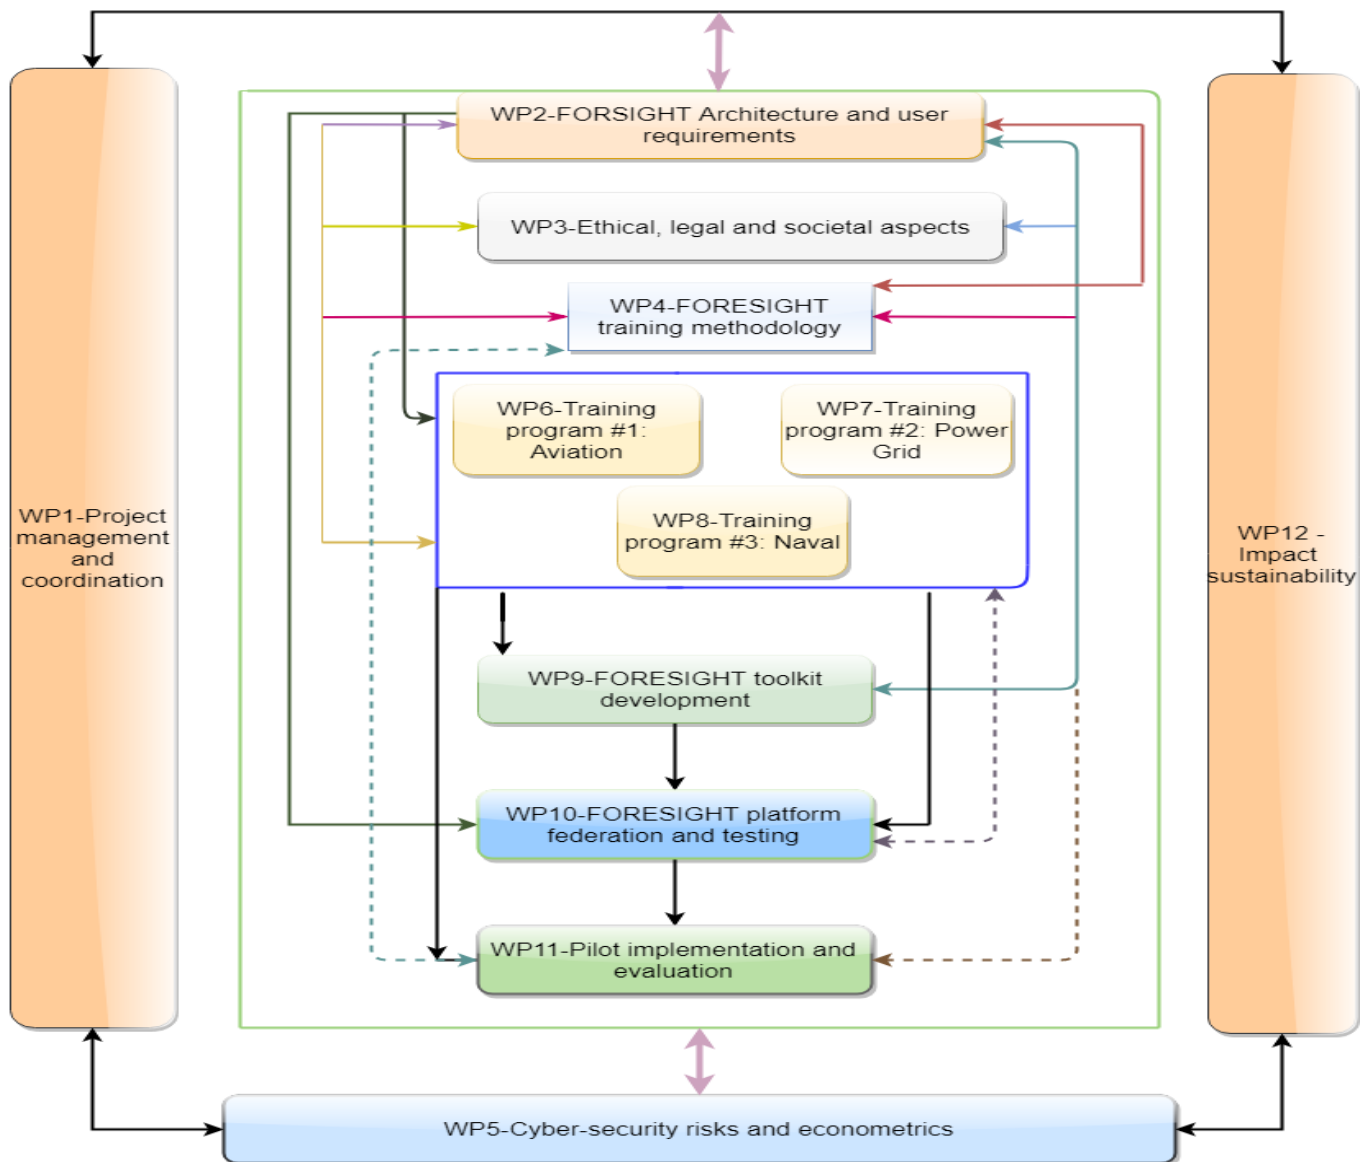 WP2-FORSIGHT Architecture and user
requirements
WP3-Ethical, legal and societal aspects
WP4-FORESIGHT
training methodology
WP6-Training
program #1:
Aviation
WP7-Training
program #2: Power
Grid
WP8-Training
program #3: Naval
WP1-Project
management
and
coordination
WP12 -
Impact
sustainability
WP9-FORESIGHT toolkit
development
WP10-FORESIGHT platform
federation and testing
WP11-Pilot implementation and
evaluation
WP5-Cyber-security risks and econometrics